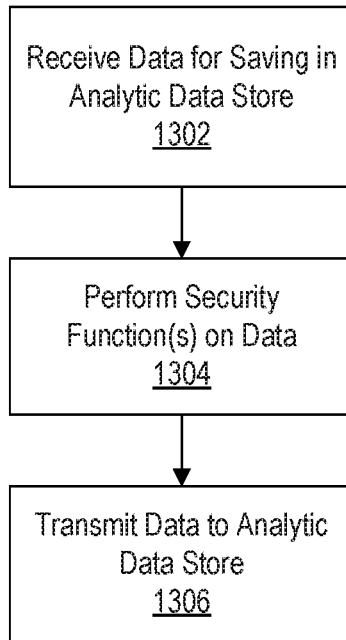 Receive Data for Saving in
Analytic Data Store
1302
Perform Security
Function(s) on Data
1304
Transmit Data to Analytic
Data Store
1306